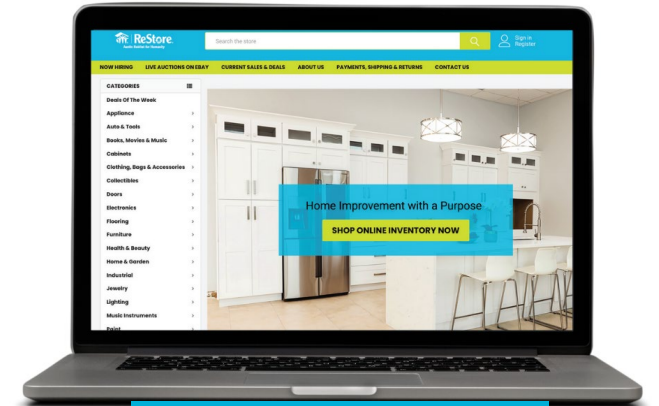 ReStore
Search the store
Sign in
Register
NOW HIRING LIVE AUCTIONS ON EBAY CURRENT SALES & DEALS ABOUT US PAYMENTS, SHIPPING & RETURNS CONTACT US
CATEGORIES
Deals Of The Week
Appliance
Auto & Tools
Books, Movies & Music
Cabinets
Clothing, Bags & Accessories
Collectibles
Doors
Electronics
Flooring
Furniture
Health & Beauty
Home & Garden
Industrial
Jewelry
Lighting
Music Instruments
Paint
Home Improvement with a Purpose
SHOP ONLINE INVENTORY NOW